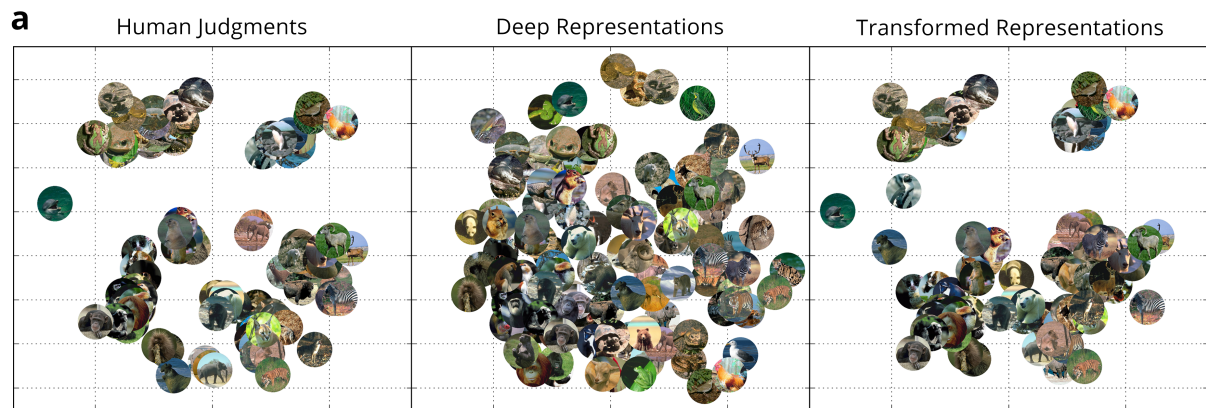 a
Human Judgments
Deep Representations
Transformed Representations